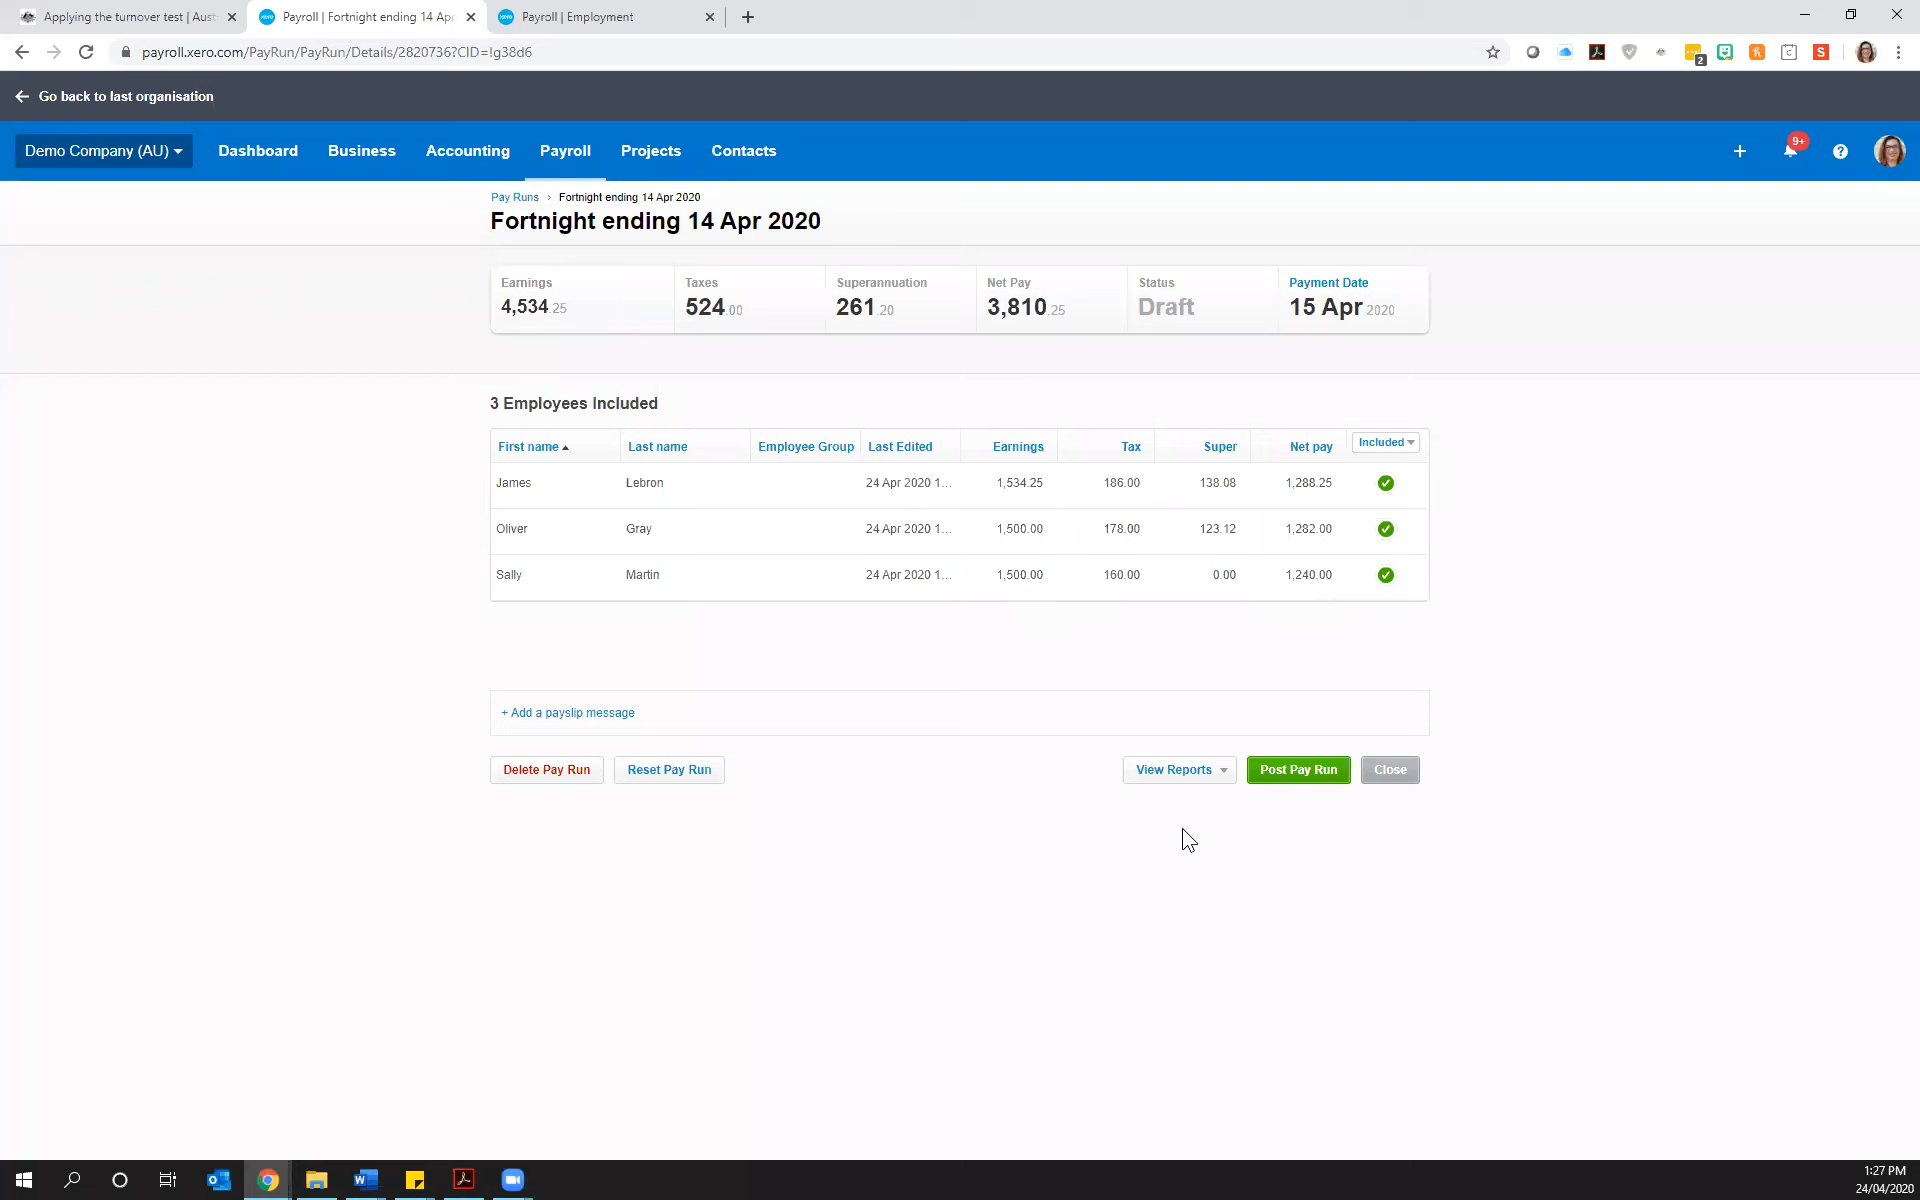 Applying the turnover test | Aus
Payroll | Fortnight ending 14 Apr
Payroll | Employment
payroll.xero.com/PayRun/PayRun/Details/2820736?CID=!g38d6
2
Go back to last organisation
Demo Company (AU) Dashboard Business Accounting Payroll Projects Contacts
9+
Pay Runs › Fortnight ending 14 Apr 2020
Fortnight ending 14 Apr 2020
Earnings Taxes Superannuation Net Pay Status Payment Date
4,534.25 524.00 261.20 3,810.25 Draft 15 Apr 2020
3 Employees Included
First name Last name Employee Group Last Edited Earnings Tax Super Net pay Included
James Lebron 24 Apr 2020 1... 1,534.25 186.00 138.08 1,288.25
Oliver Gray 24 Apr 2020 1... 1,500.00 178.00 123.12 1,282.00
Sally Martin 24 Apr 2020 1... 1,500.00 160.00 0.00 1,240.00
+ Add a payslip message
Delete Pay Run Reset Pay Run View Reports Post Pay Run Close
1:27 PM
24/04/2020